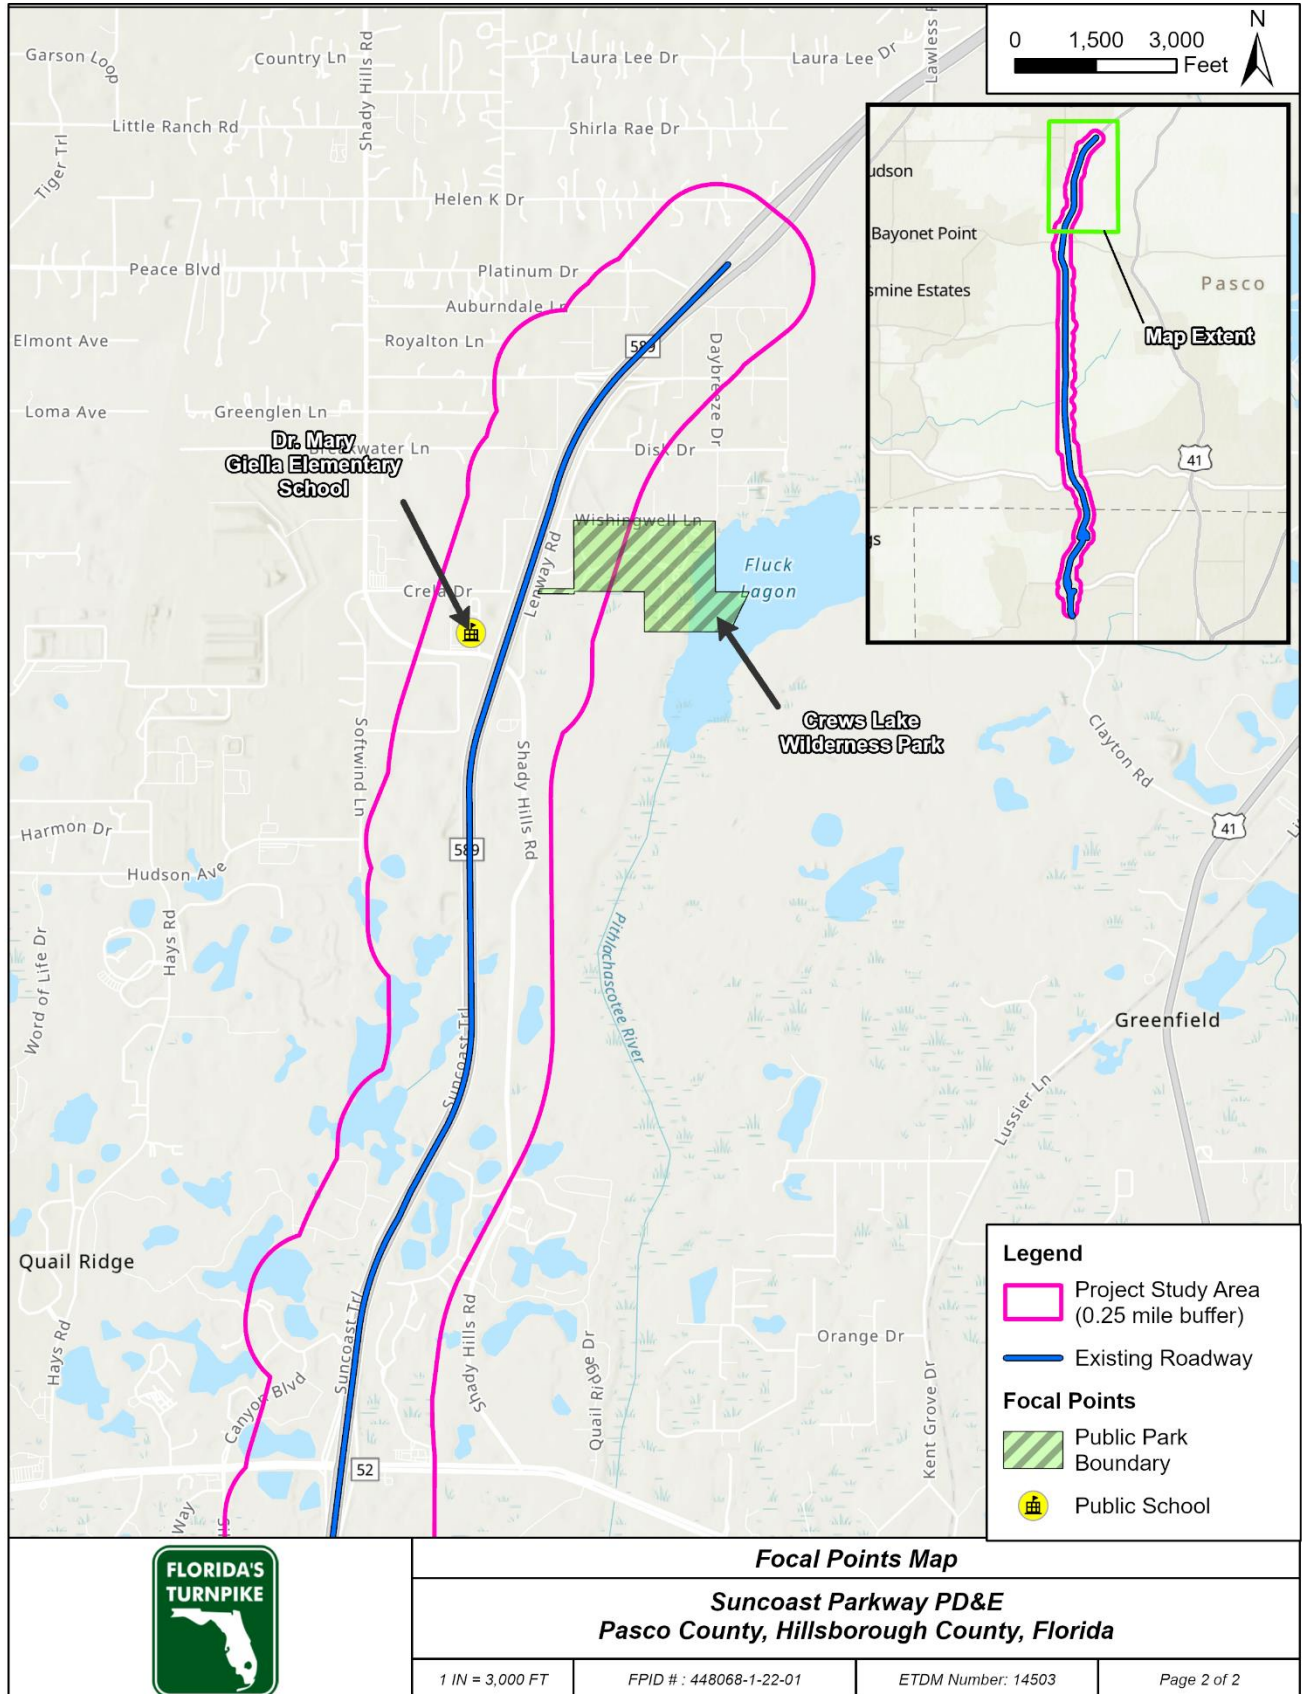 Garson Loop
Country Ln
Shady Hills Rd
Laura Lee Dr
Laura Lee Dr
0 1,500 3,000
Feet
N
Tiger Trl
Little Ranch Rd
Shirla Rae Dr
Helen K Dr
Peace Blvd
Platinum Dr
Auburndale Ln
Elmont Ave
Royalton Ln
589
Daybreeze Dr
Loma Ave
Greenglen Ln
Disk Dr
Dr. Mary
Giella Elementary
School
Wishingwell Ln
Fluck
Lagon
Lenway Rd
Crews Lake
Wilderness Park
udson
Bayonet Point
smine Estates
Pasco
Map Extent
41
gs
Softwind Ln
Shady Hills Rd
Clayton Rd
41
Harmon Dr
589
Hudson Ave
Hays Rd
Word of Life Dr
Pithlachascotee River
Suncoast Trl
Greenfield
Lussier Ln
Quail Ridge
Hays Rd
Suncoast Trl
Shady Hills Rd
Canyon Blvd
Quail Ridge Dr
Orange Dr
Kent Grove Dr
52
Way
Legend
Project Study Area
(0.25 mile buffer)
Existing Roadway
Focal Points
Public Park
Boundary
Public School
FLORIDA'S
TURNPIKE
Focal Points Map
Suncoast Parkway PD&E
Pasco County, Hillsborough County, Florida
1 IN = 3,000 FT
FPID # : 448068-1-22-01
ETDM Number: 14503
Page 2 of 2